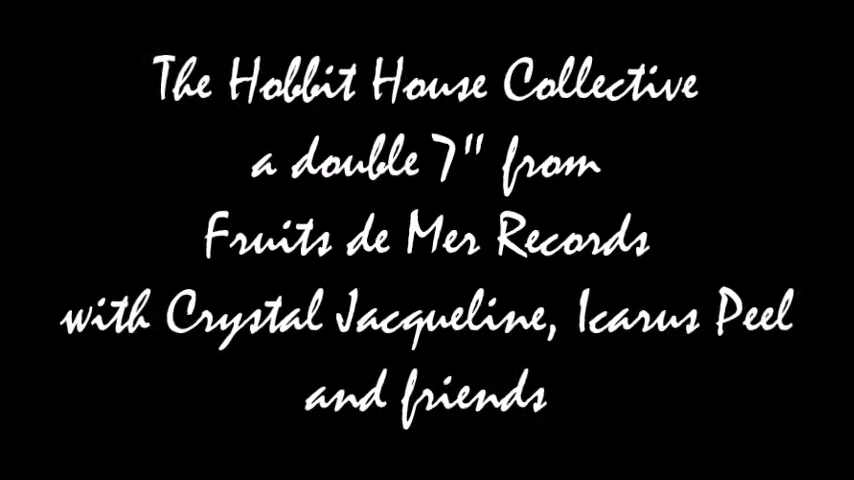 The Hobbit House Collective
a double 7" from
Fruits de Mer Records
with Crystal Jacqueline, Icarus Peel
and friends